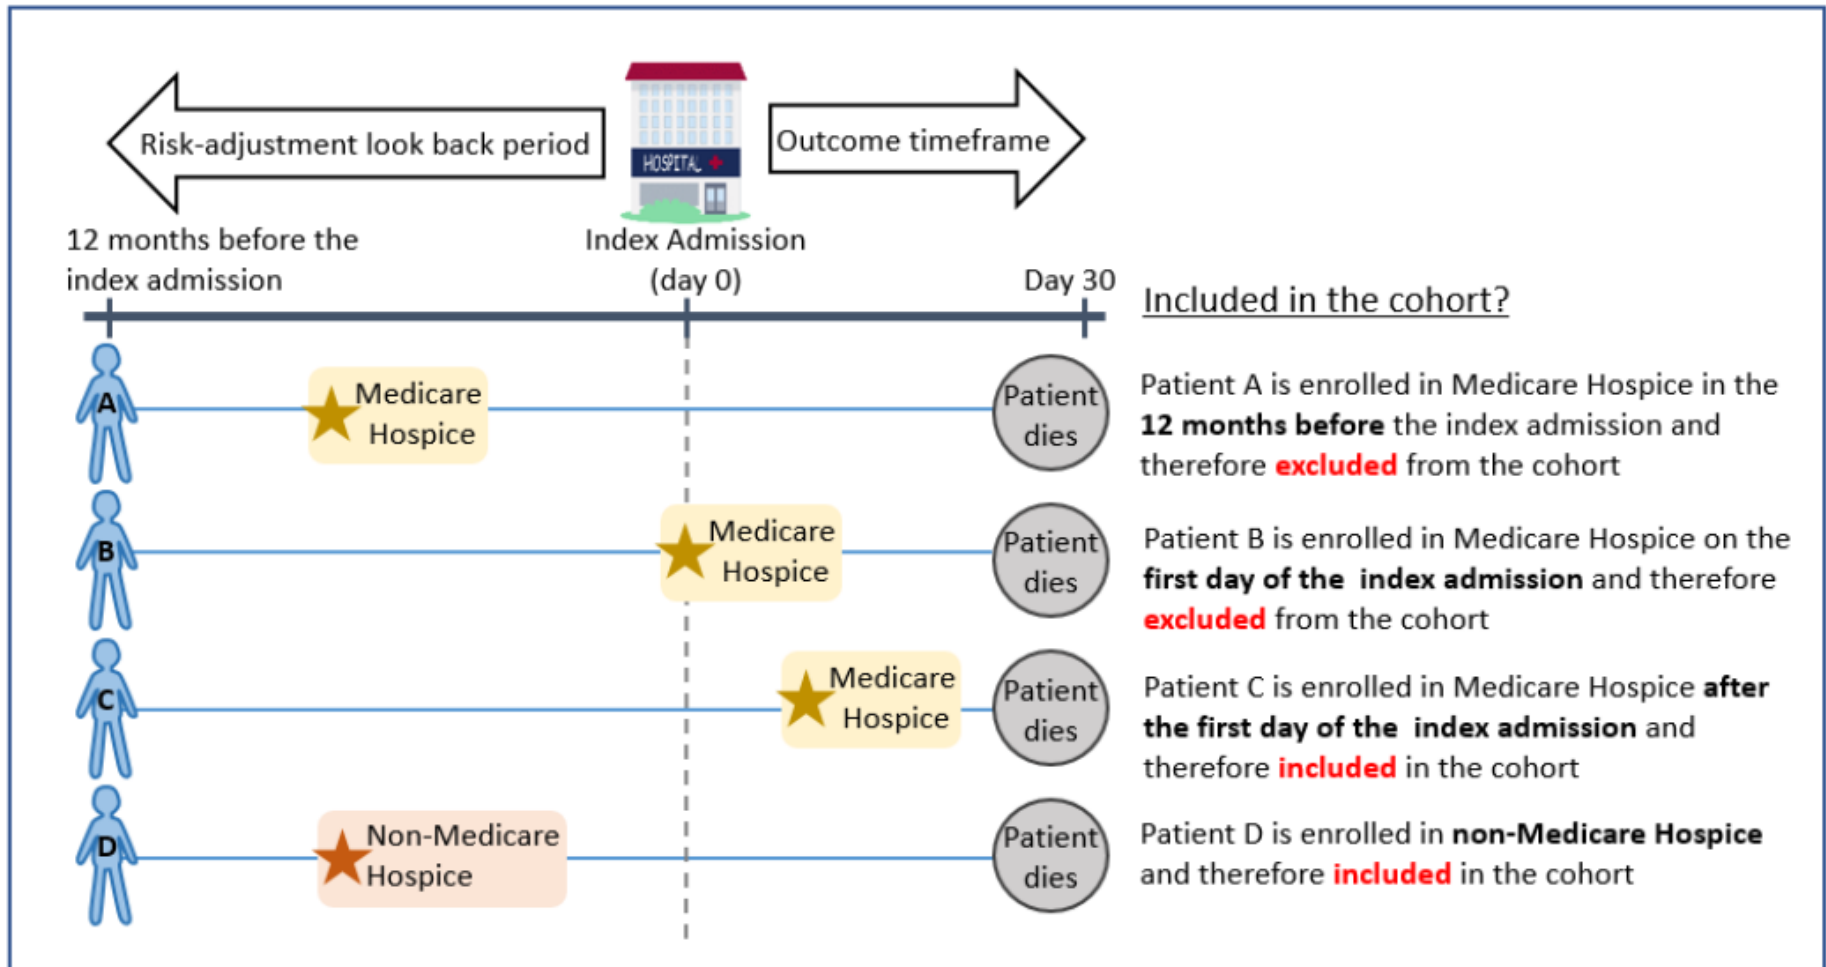 Risk-adjustment look back period
HOSPITAL
Outcome timeframe
12 months before the
index admission
Index Admission
(day 0)
Day 30
Included in the cohort?
A
Medicare
Hospice
Patient
dies
Patient A is enrolled in Medicare Hospice in the
12 months before the index admission and
therefore excluded from the cohort
B
Medicare
Hospice
Patient
dies
Patient B is enrolled in Medicare Hospice on the
first day of the index admission and therefore
excluded from the cohort
C
Medicare
Hospice
Patient
dies
Patient C is enrolled in Medicare Hospice after
the first day of the index admission and
therefore included in the cohort
D
Non-Medicare
Hospice
Patient
dies
Patient D is enrolled in non-Medicare Hospice
and therefore included in the cohort